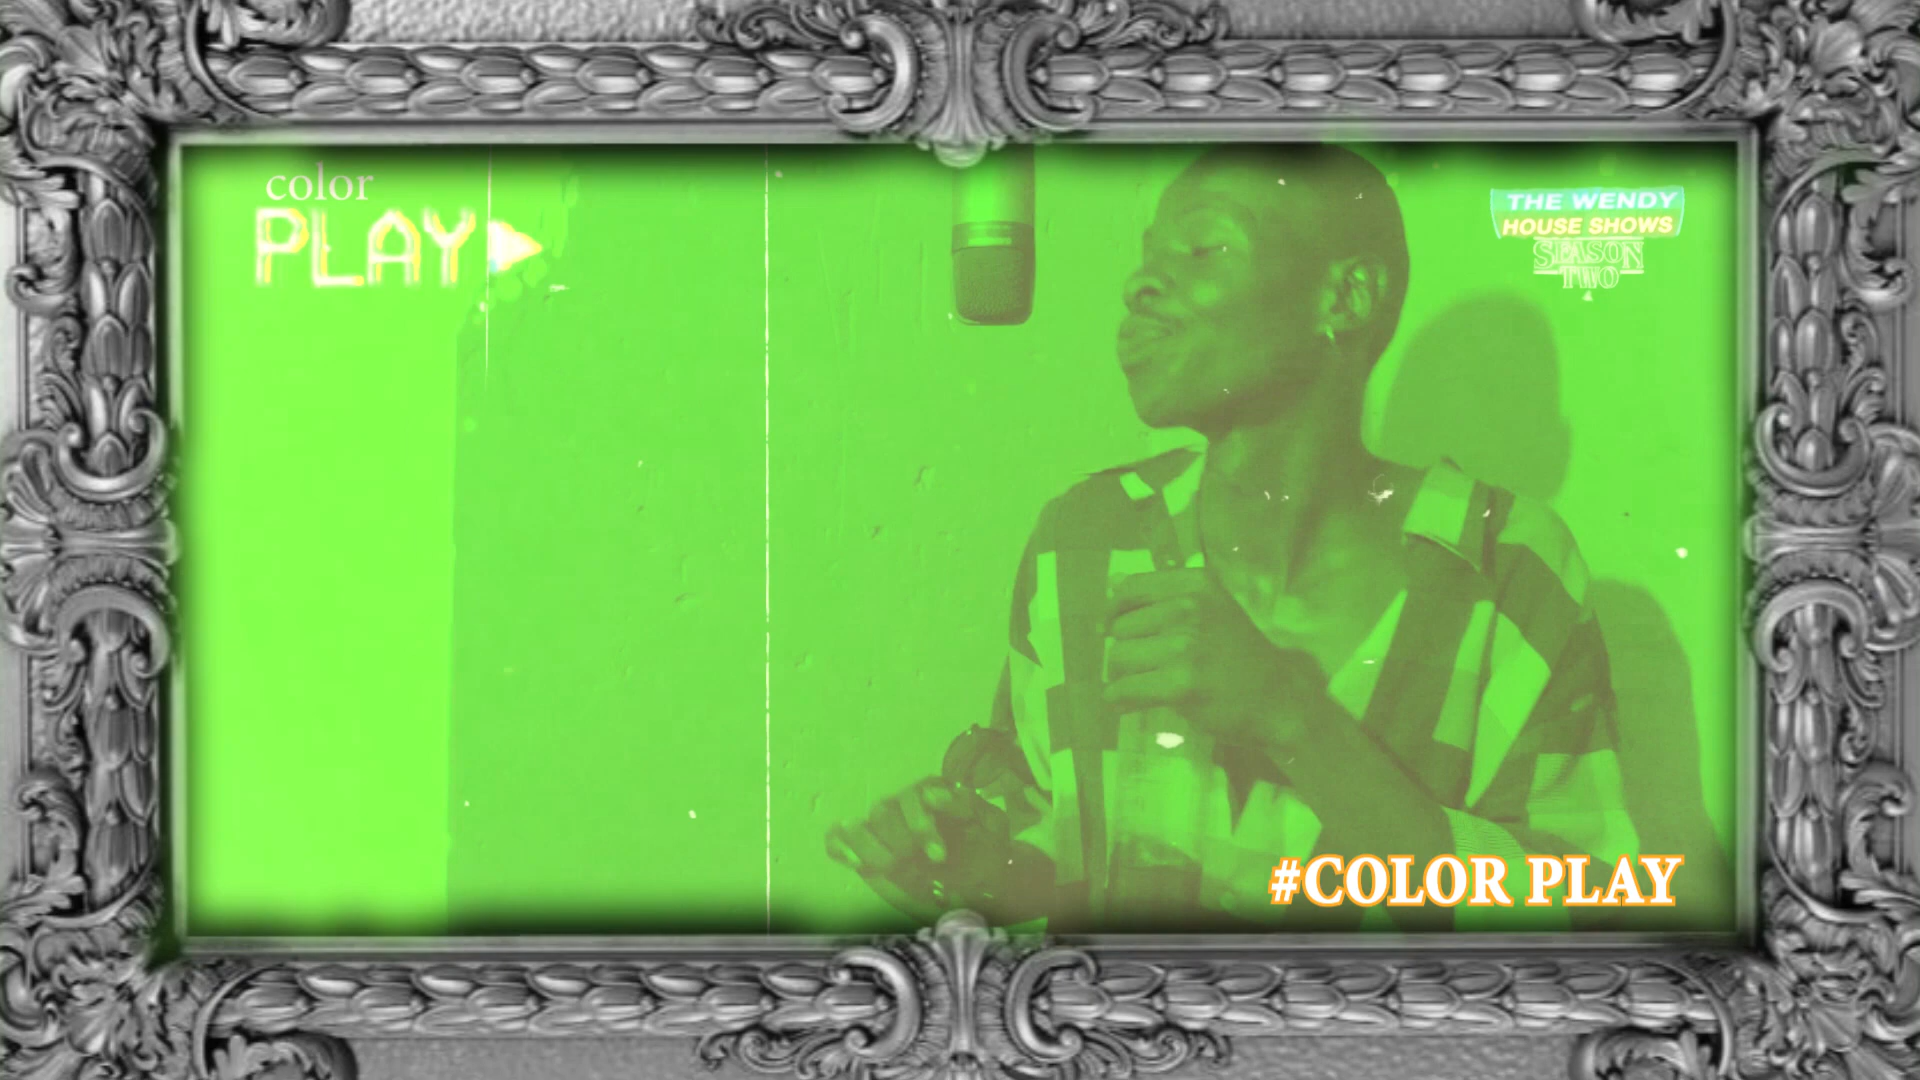 color
PLAY
THE WENDY
HOUSE SHOWS
SEASON
TWO
#COLOR PLAY